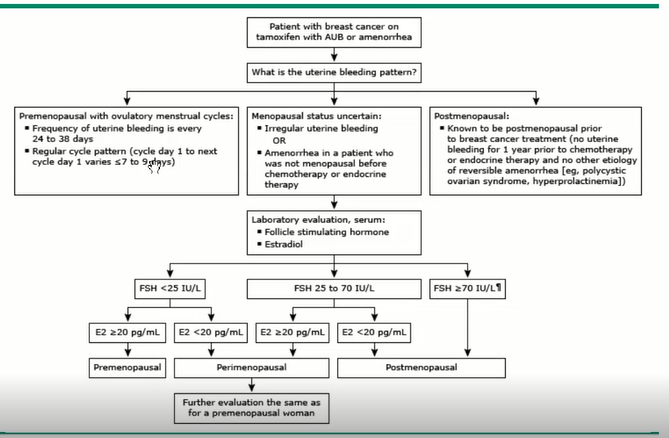 Patient with breast cancer on
tamoxifen with AUB or amenorrhea
What is the uterine bleeding pattern?
Premenopausal with ovulatory menstrual cycles:
▪ Frequency of uterine bleeding is every
24 to 38 days
▪ Regular cycle pattern (cycle day 1 to next
cycle day 1 varies ≤7 to 9 days)
Menopausal status uncertain:
▪ Irregular uterine bleeding
OR
▪ Amenorrhea in a patient who
was not menopausal before
chemotherapy or endocrine
therapy
Postmenopausal:
▪ Known to be postmenopausal prior
to breast cancer treatment (no uterine
bleeding for 1 year prior to chemotherapy
or endocrine therapy and no other etiology
of reversible amenorrhea [eg, polycystic
ovarian syndrome, hyperprolactinemia])
Laboratory evaluation, serum:
▪ Follicle stimulating hormone
▪ Estradiol
FSH <25 IU/L
FSH 25 to 70 IU/L
FSH ≥70 IU/L¶
E2 ≥20 pg/mL
E2 <20 pg/mL
E2 ≥20 pg/mL
E2 <20 pg/mL
Premenopausal
Perimenopausal
Postmenopausal
Further evaluation the same as
for a premenopausal woman